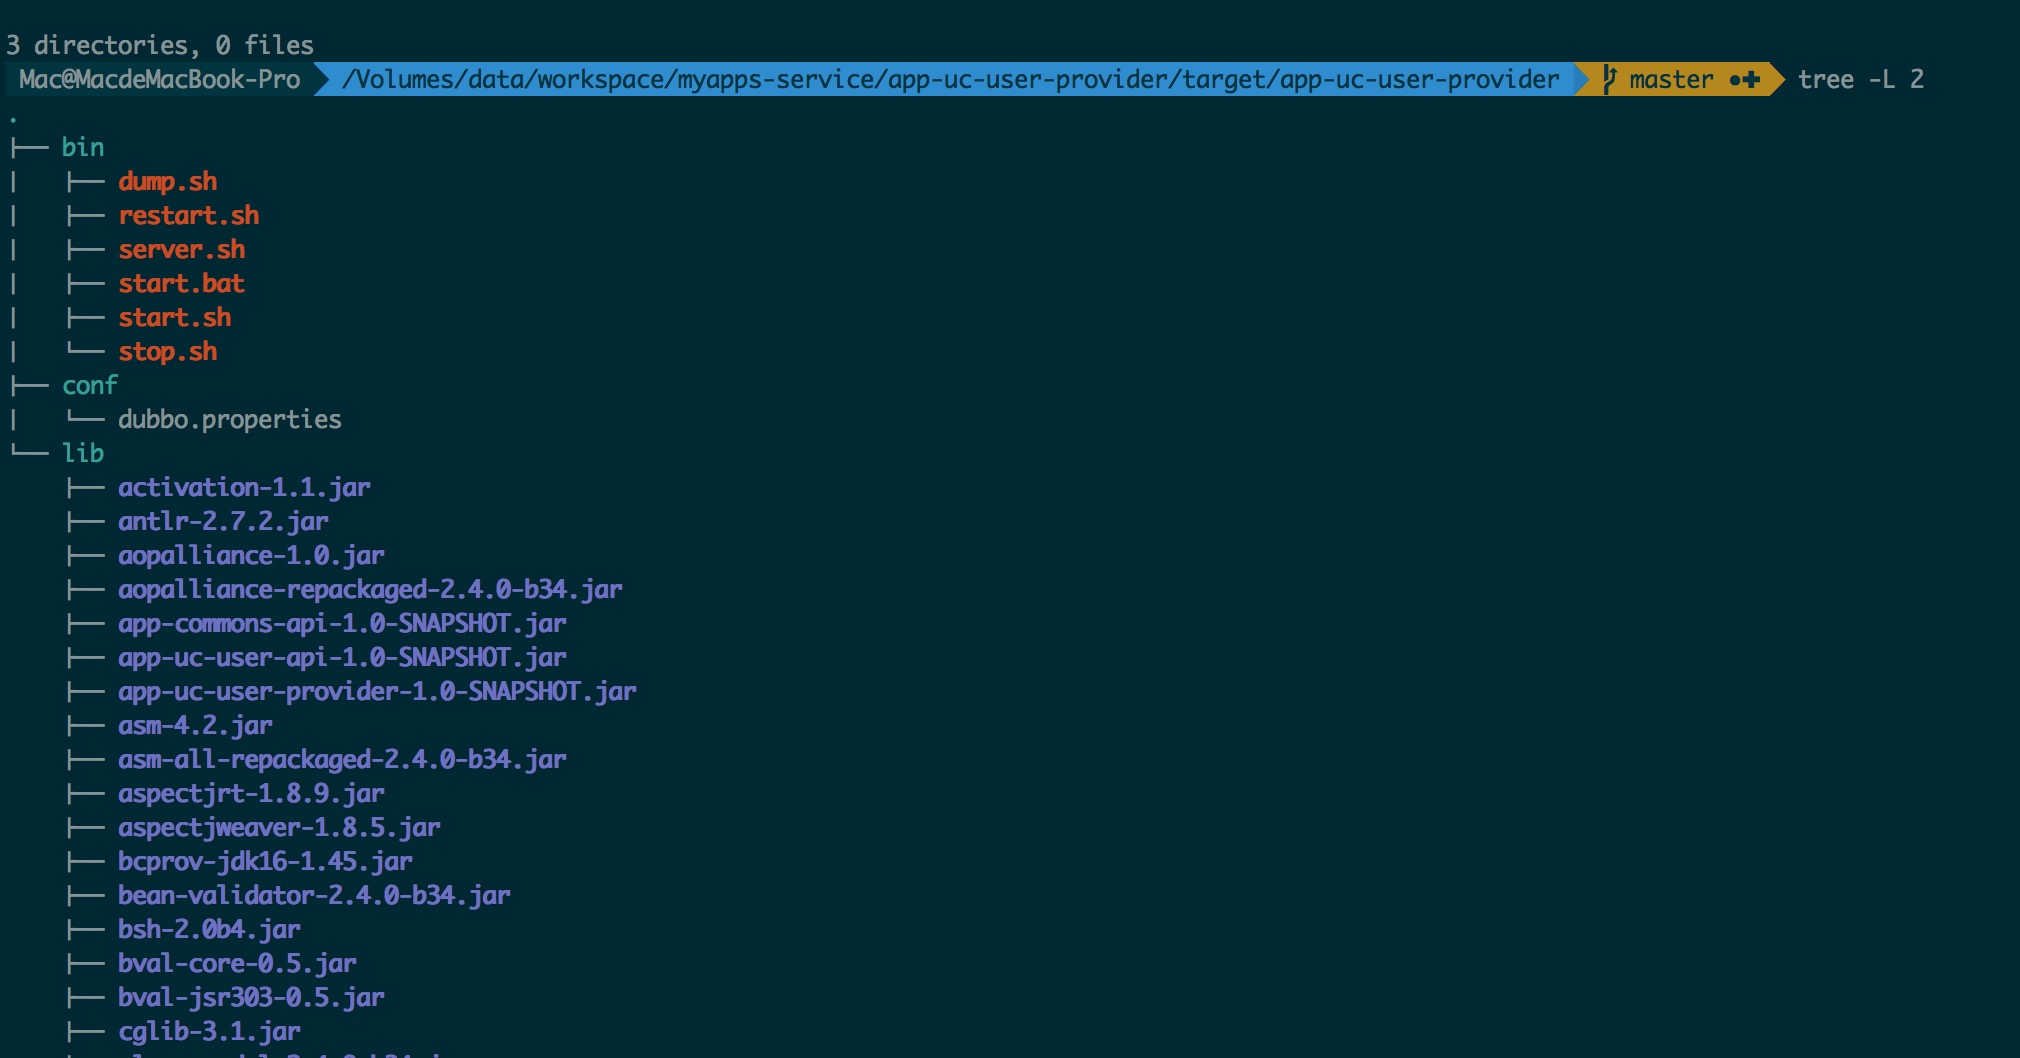 3 directories, 0 files
Mac@MacdeMacBook-Pro /Volumes/data/workspace/myapps-service/app-uc-user-provider/target/app-uc-user-provider master ●✚ tree -L 2
.
├── bin
│   ├── dump.sh
│   ├── restart.sh
│   ├── server.sh
│   ├── start.bat
│   ├── start.sh
│   └── stop.sh
├── conf
│   └── dubbo.properties
└── lib
    ├── activation-1.1.jar
    ├── antlr-2.7.2.jar
    ├── aopalliance-1.0.jar
    ├── aopalliance-repackaged-2.4.0-b34.jar
    ├── app-commons-api-1.0-SNAPSHOT.jar
    ├── app-uc-user-api-1.0-SNAPSHOT.jar
    ├── app-uc-user-provider-1.0-SNAPSHOT.jar
    ├── asm-4.2.jar
    ├── asm-all-repackaged-2.4.0-b34.jar
    ├── aspectjrt-1.8.9.jar
    ├── aspectjweaver-1.8.5.jar
    ├── bcprov-jdk16-1.45.jar
    ├── bean-validator-2.4.0-b34.jar
    ├── bsh-2.0b4.jar
    ├── bval-core-0.5.jar
    ├── bval-jsr303-0.5.jar
    ├── cglib-3.1.jar